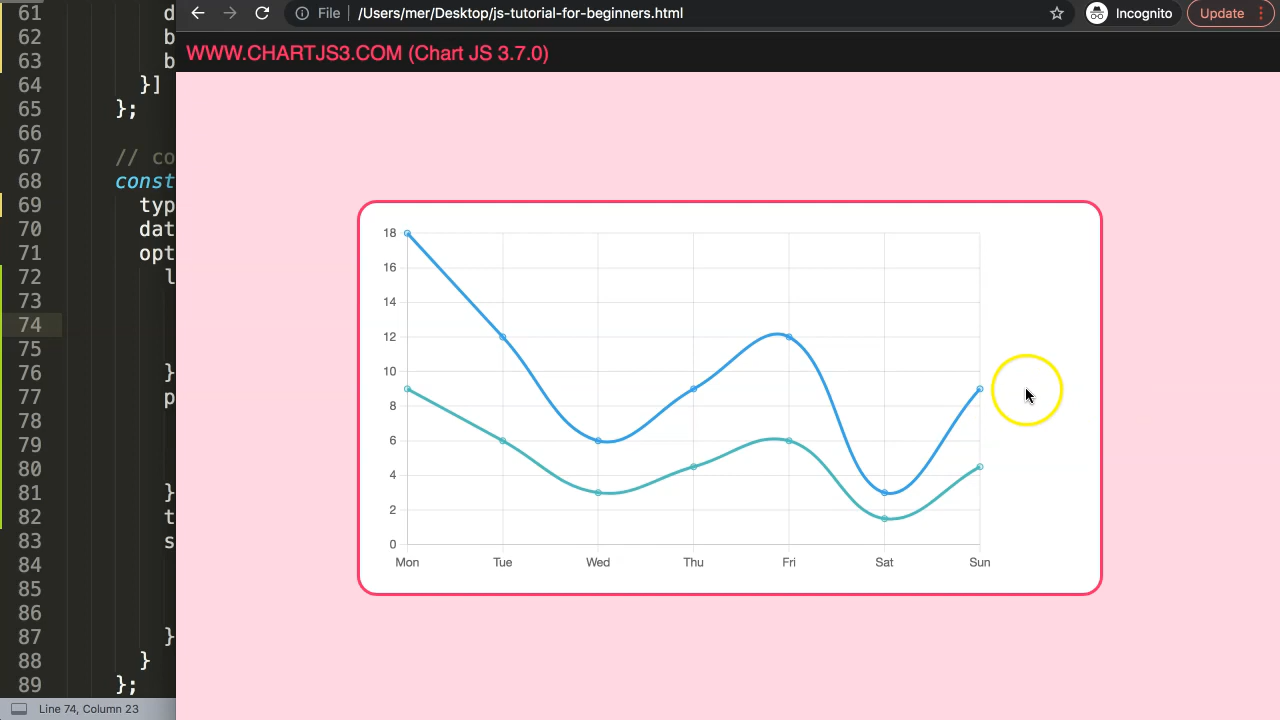 File /Users/mer/Desktop/js-tutorial-for-beginners.html Incognito Update
WWW.CHARTJS3.COM (Chart JS 3.7.0)
61 d
62 b
63 b
64 }]
65 };
66
67 // co
68 const
69 typ
70 dat
71 opt
72 l
73
74
75
76 }
77 p
78
79
80
81 }
82 t
83 s
84
85
86
87 }
88 }
89 };
Line 74, Column 23
18
16
14
12
10
8
6
4
2
0
Mon Tue Wed Thu Fri Sat Sun